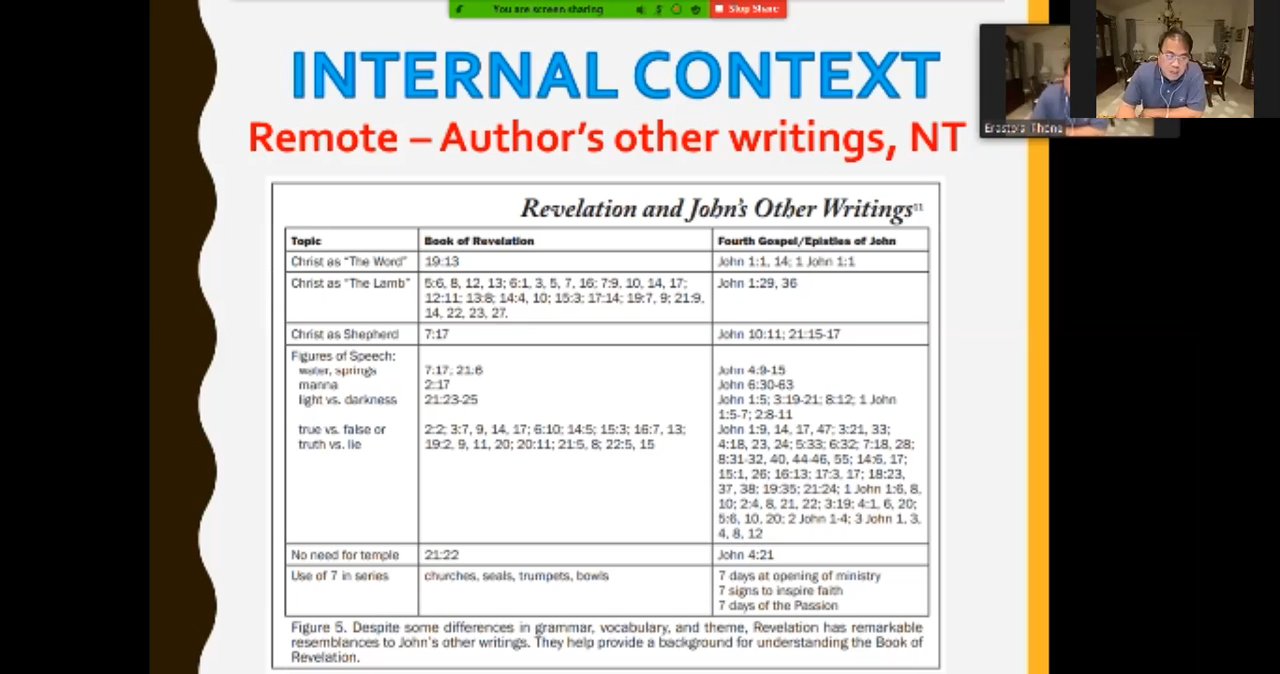 You are screen sharing
Stop Share
INTERNAL CONTEXT
Remote – Author's other writings, NT
Revelation and John's Other Writings¹¹
Topic Book of Revelation Fourth Gospel/Epistles of John
Christ as "The Word" 19:13 John 1:1, 14; 1 John 1:1
Christ as "The Lamb" 5:6, 8, 12, 13; 6:1, 3, 5, 7, 16; 7:9, 10, 14, 17; John 1:29, 36
12:11; 13:8; 14:4, 10; 15:3; 17:14; 19:7, 9; 21:9,
14, 22, 23, 27.
Christ as Shepherd 7:17 John 10:11; 21:15-17
Figures of Speech:
water, springs 7:17; 21:6 John 4:9-15
manna 2:17 John 6:30-63
light vs. darkness 21:23-25 John 1:5; 3:19-21; 8:12; 1 John
1:5-7; 2:8-11
true vs. false or 2:2; 3:7, 9, 14, 17; 6:10; 14:5; 15:3; 16:7, 13; John 1:9, 14, 17, 47; 3:21, 33;
truth vs. lie 19:2, 9, 11, 20; 20:11; 21:5, 8; 22:5, 15 4:18, 23, 24; 5:33; 6:32; 7:18, 28;
8:31-32, 40, 44-46, 55; 14:6, 17;
15:1, 26; 16:13; 17:3, 17; 18:23,
37, 38; 19:35; 21:24; 1 John 1:6, 8,
10; 2:4, 8, 21, 22; 3:19; 4:1, 6, 20;
5:6, 10, 20; 2 John 1-4; 3 John 1, 3,
4, 8, 12
No need for temple 21:22 John 4:21
Use of 7 in series churches, seals, trumpets, bowls 7 days at opening of ministry
7 signs to inspire faith
7 days of the Passion
Figure 5. Despite some differences in grammar, vocabulary, and theme, Revelation has remarkable
resemblances to John's other writings. They help provide a background for understanding the Book of
Revelation.